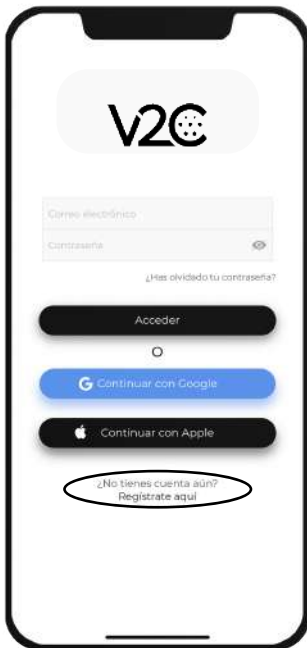 V2C
Correo electrónico
Contraseña
¿Has olvidado tu contraseña?
Acceder
O
G Continuar con Google
Continuar con Apple
¿No tienes cuenta aún?
Regístrate aquí